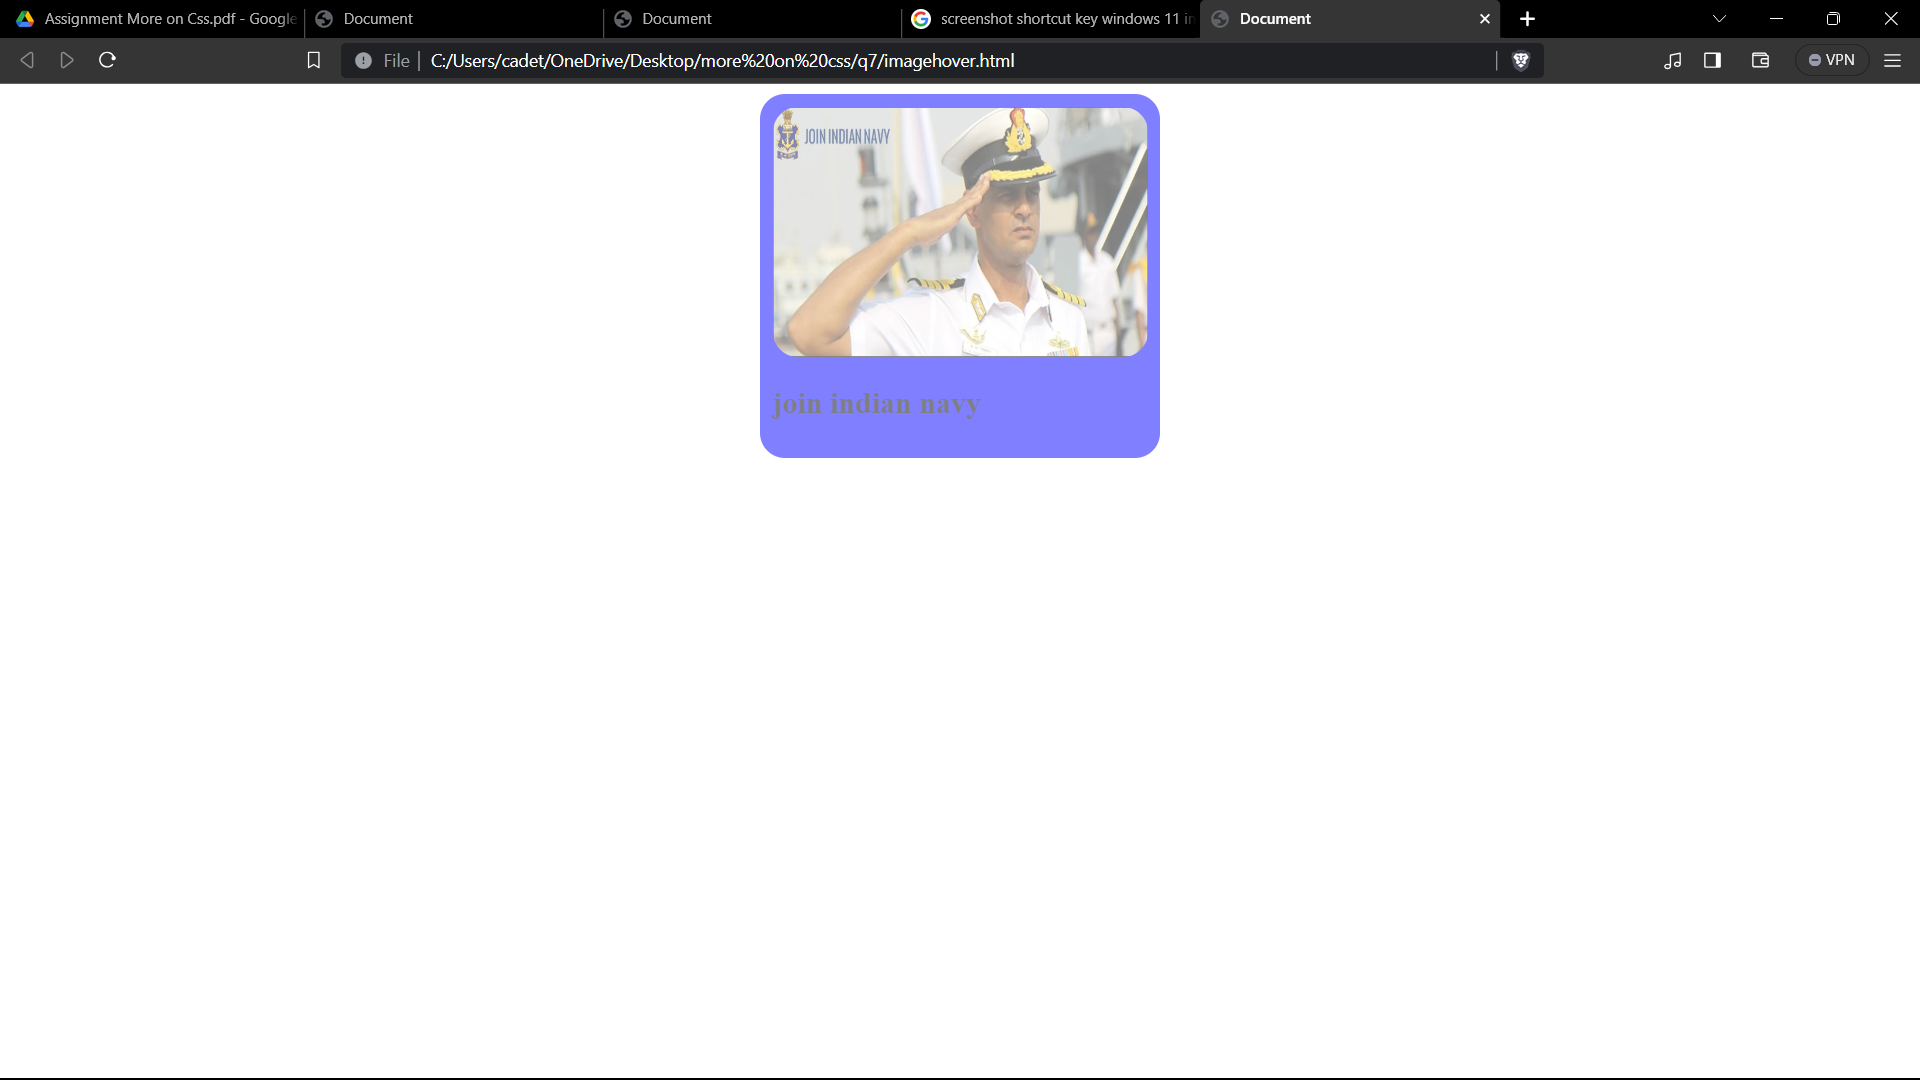 Assignment More on Css.pdf - Google
Document
Document
screenshot shortcut key windows 11 in
Document
File
C:/Users/cadet/OneDrive/Desktop/more%20on%20css/q7/imagehover.html
VPN
JOIN INDIAN NAVY
join indian navy